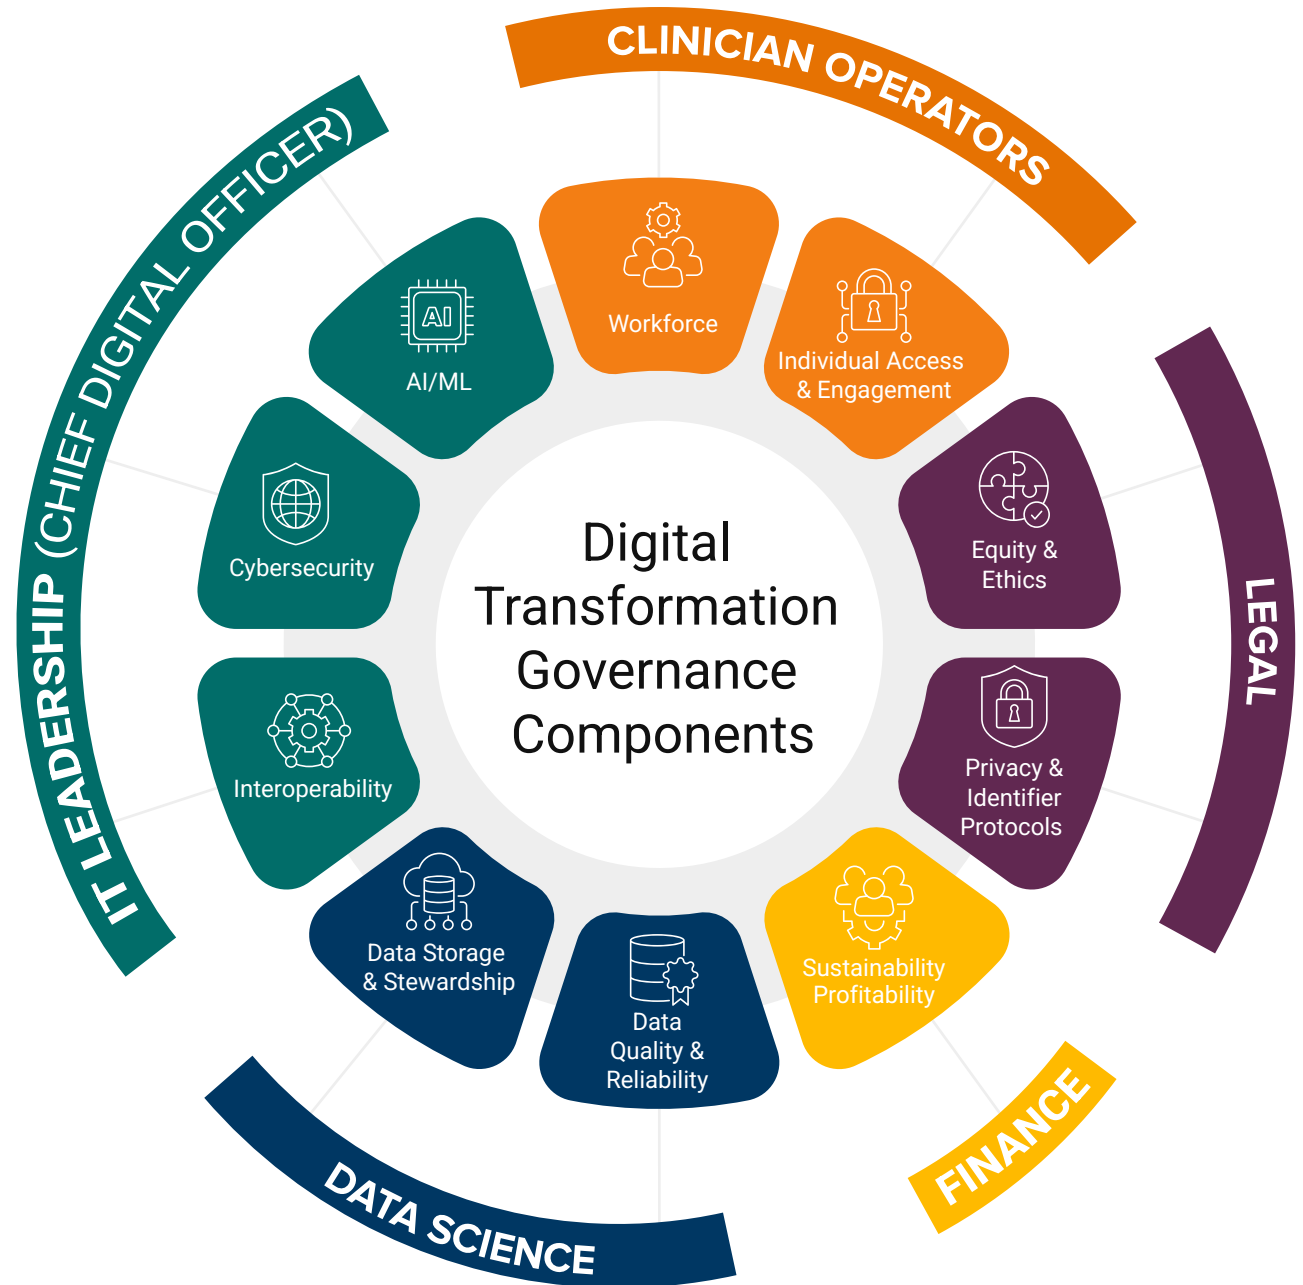 CLINICIAN OPERATORS
IT LEADERSHIP (CHIEF DIGITAL OFFICER)
LEGAL
FINANCE
DATA SCIENCE
Workforce
Individual Access
& Engagement
Equity &
Ethics
Privacy &
Identifier
Protocols
Sustainability
Profitability
Data
Quality &
Reliability
Data Storage
& Stewardship
Interoperability
Cybersecurity
AI
AI/ML
Digital
Transformation
Governance
Components